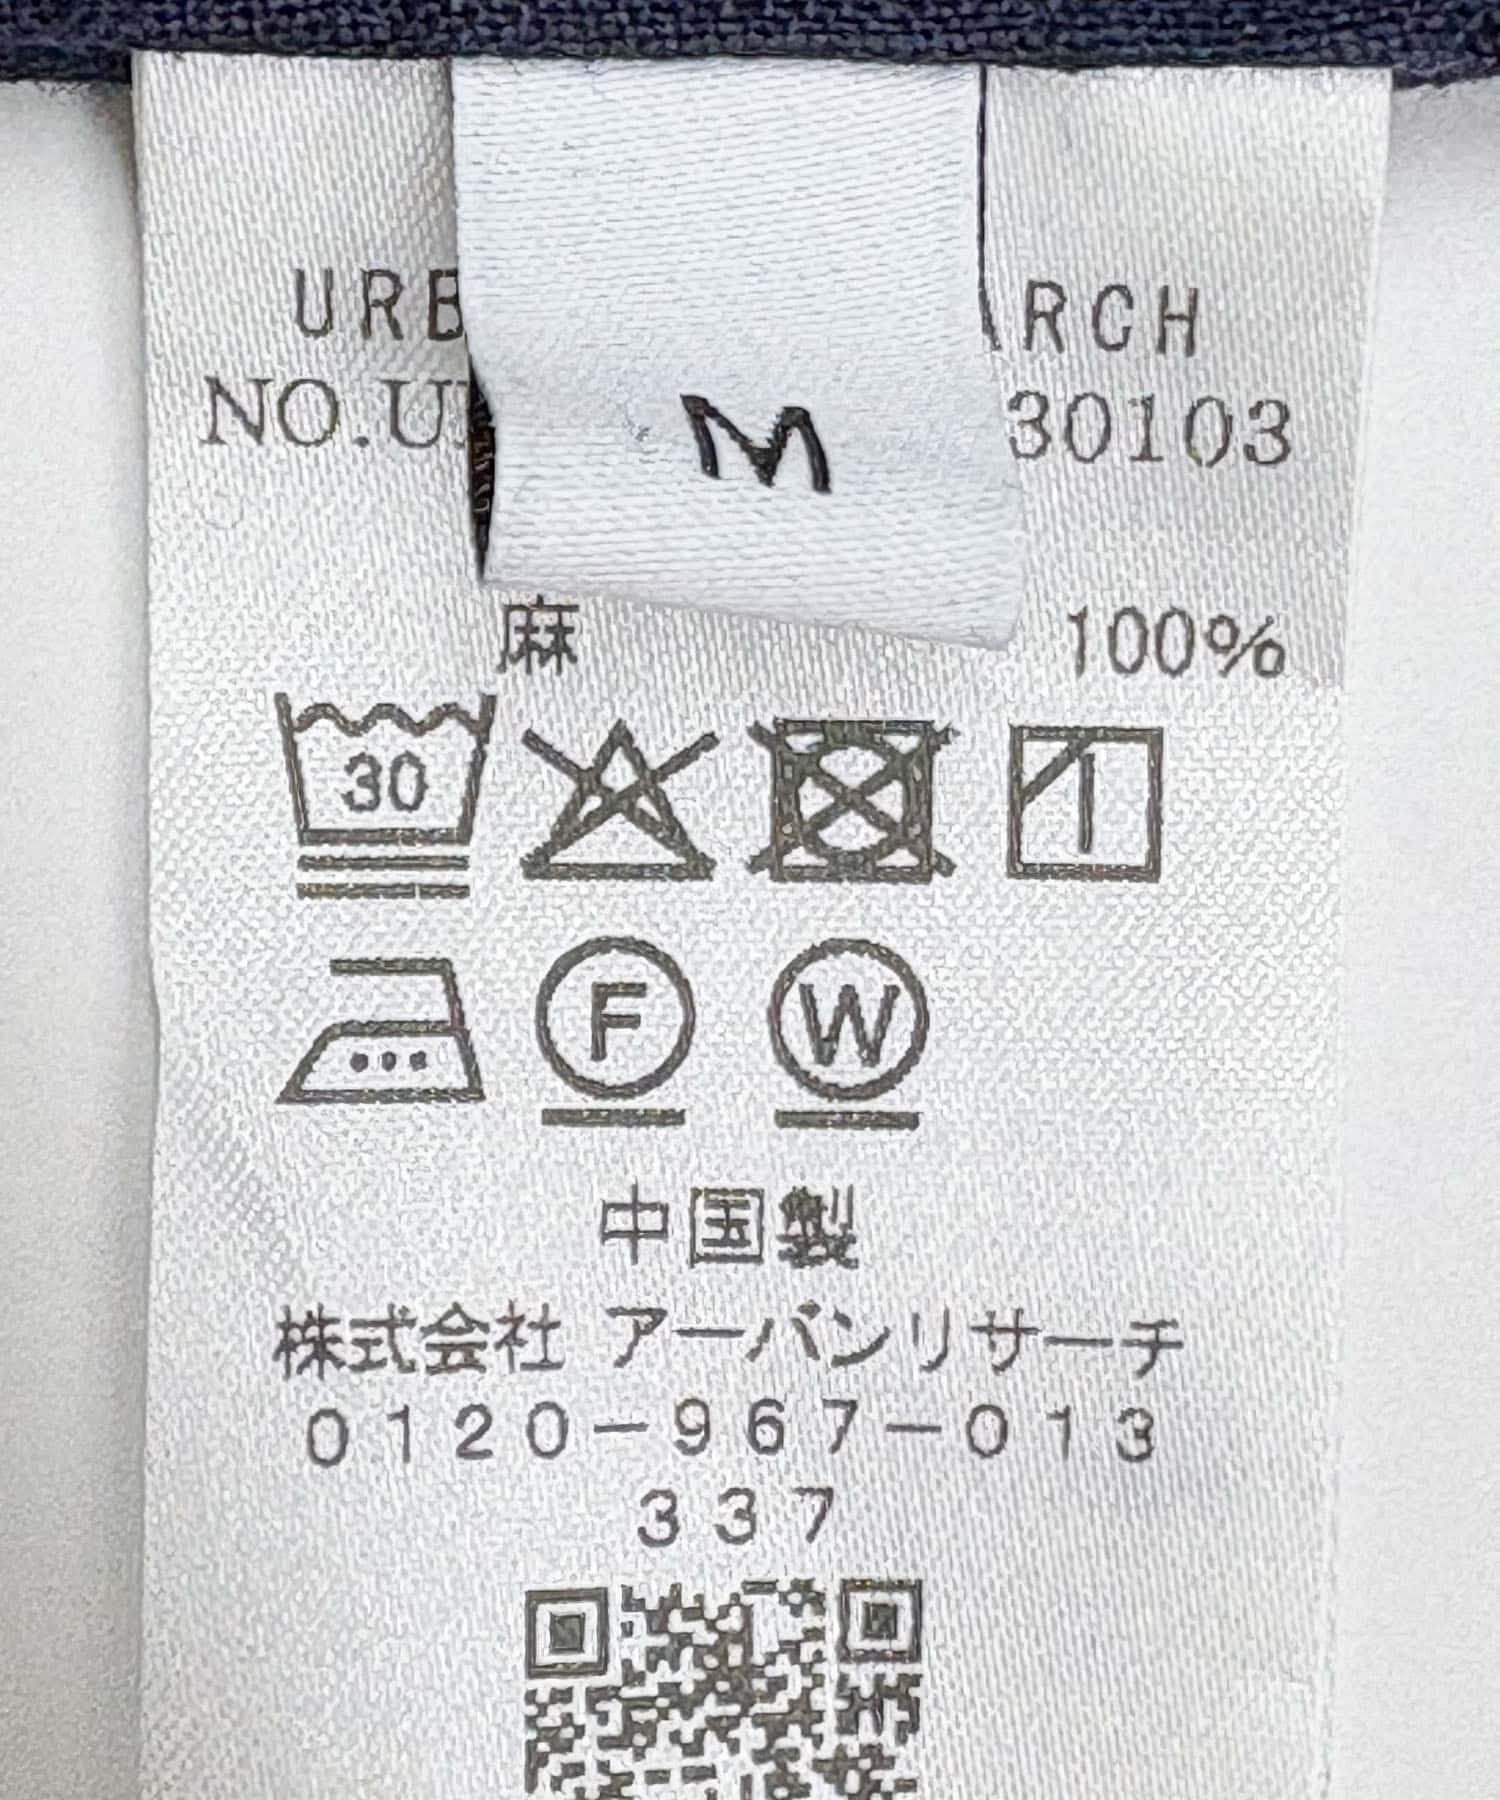 M
RCH
NO.
30103
麻 100%
30
F W
中国製
株式会社 アーバンリサーチ
0120-967-013
337